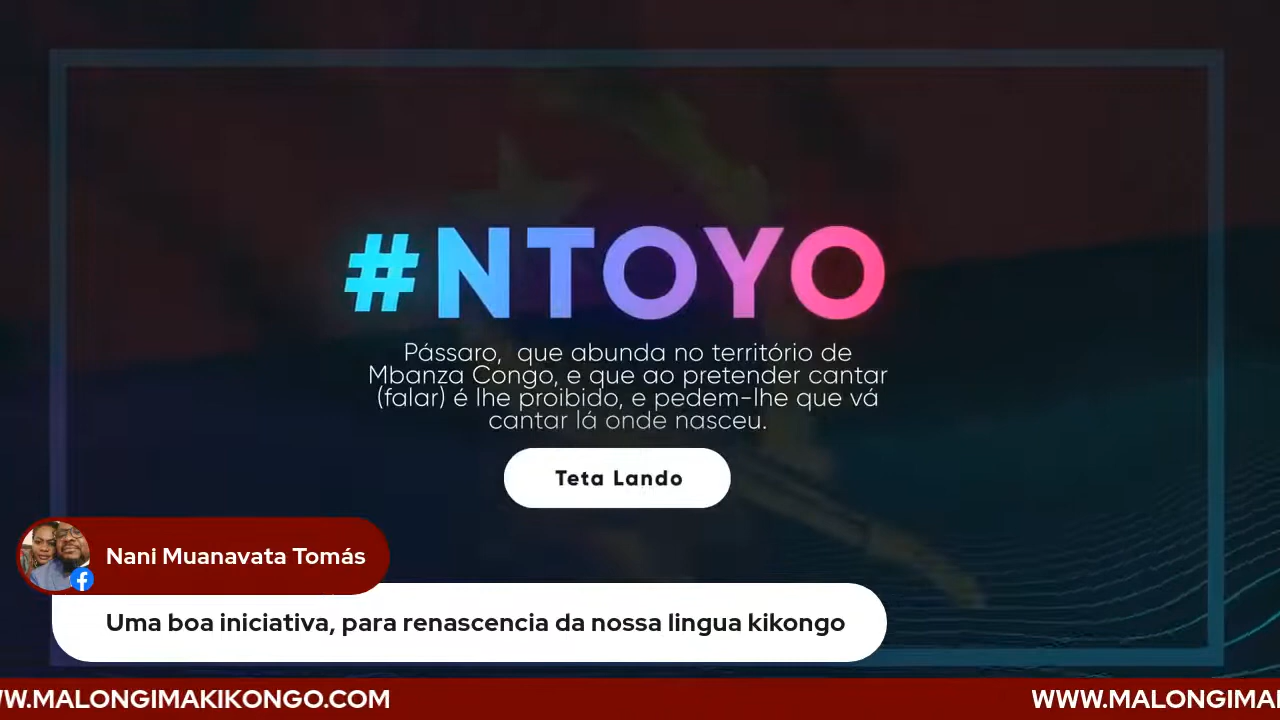 #NTOYO
Pássaro, que abunda no território de
Mbanza Congo, e que ao pretender cantar
(falar) é lhe proibido, e pedem-lhe que vá
cantar lá onde nasceu.
Teta Lando
Nani Muanavata Tomás
Uma boa iniciativa, para renascencia da nossa lingua kikongo
W.MALONGIMAKIKONGO.COM WWW.MALONGIMA